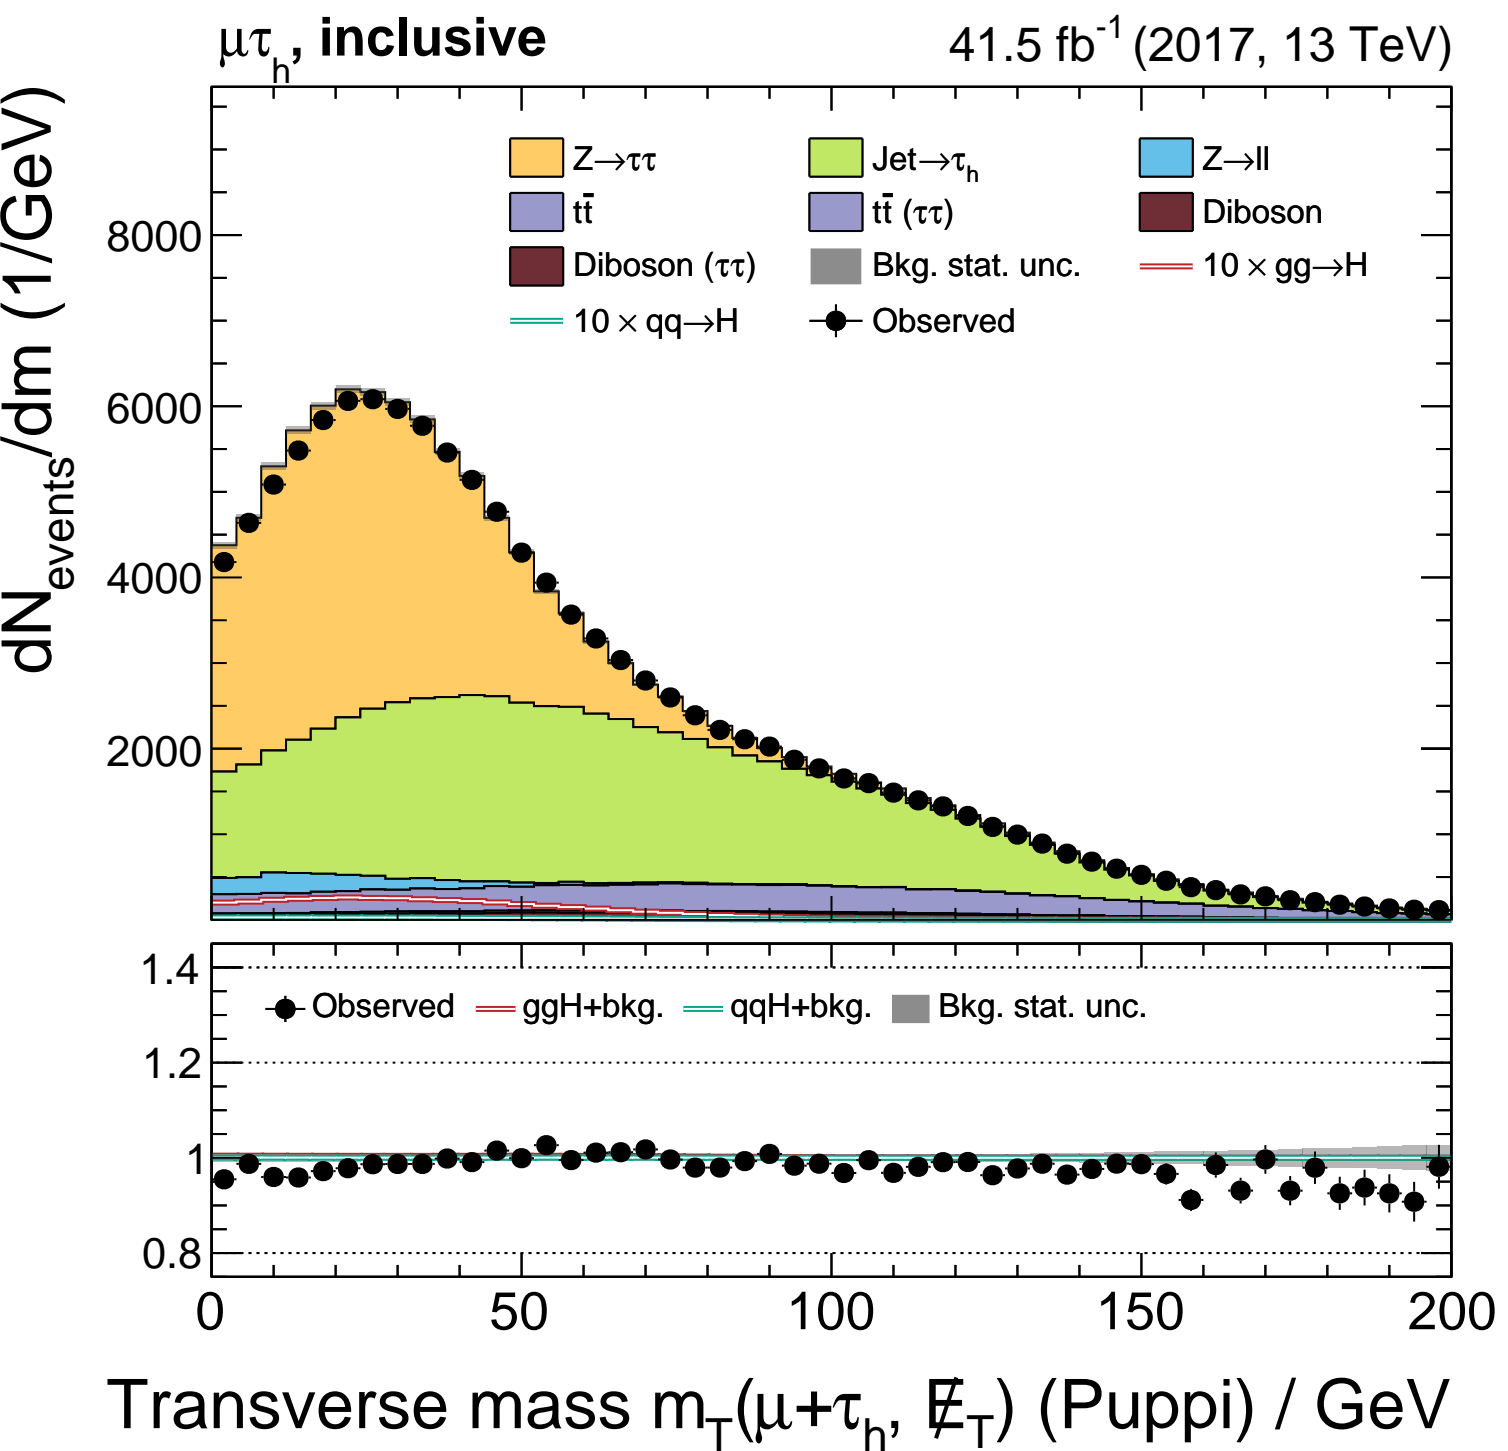 μτh, inclusive
41.5 fb-1 (2017, 13 TeV)
dNevents/dm (1/GeV)
Z→ττ Jet→τh Z→ll
tt̄ tt̄ (ττ) Diboson
Diboson (ττ) Bkg. stat. unc. 10 × gg→H
10 × qq→H Observed
8000
6000
4000
2000
1.4
Observed ggH+bkg. qqH+bkg. Bkg. stat. unc.
1.2
1
0.8
0 50 100 150 200
Transverse mass mT(μ+τh, E̸T) (Puppi) / GeV